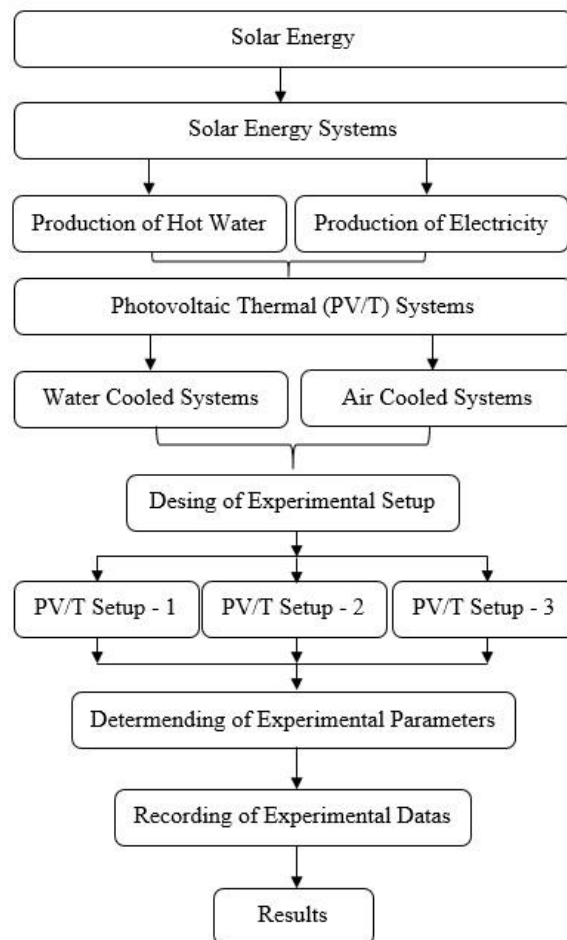 Solar Energy
Solar Energy Systems
Production of Hot Water
Production of Electricity
Photovoltaic Thermal (PV/T) Systems
Water Cooled Systems
Air Cooled Systems
Desing of Experimental Setup
PV/T Setup - 1
PV/T Setup - 2
PV/T Setup - 3
Determending of Experimental Parameters
Recording of Experimental Datas
Results